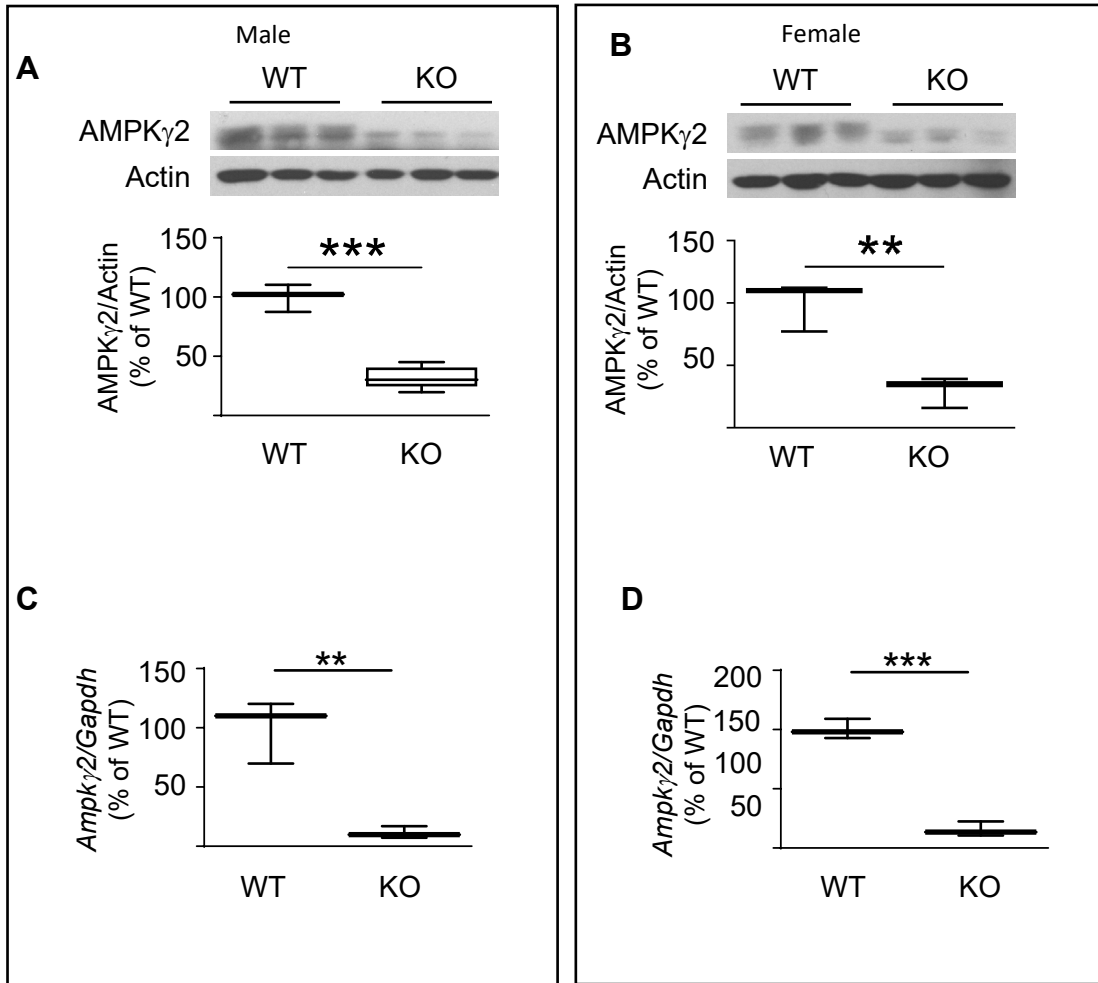 Male
A
WT KO
AMPKγ2
Actin
AMPKγ2/Actin
(% of WT)
150
100
50
***
WT KO
Female
B
WT KO
AMPKγ2
Actin
AMPKγ2/Actin
(% of WT)
150
100
50
**
WT KO
C
Ampkγ2/Gapdh
(% of WT)
150
100
50
**
WT KO
D
Ampkγ2/Gapdh
(% of WT)
200
150
100
50
***
WT KO